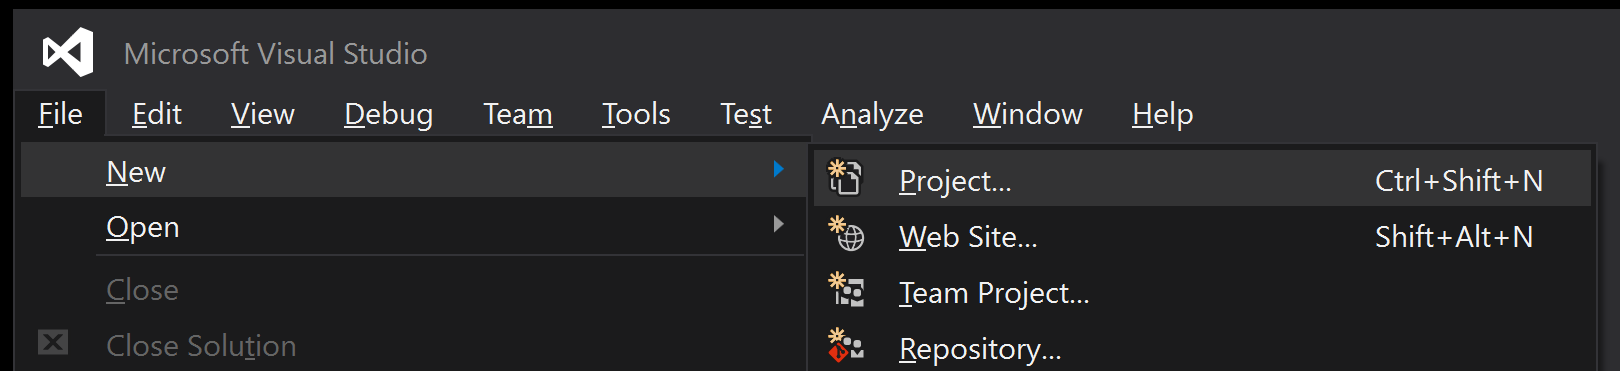 Microsoft Visual Studio
File Edit View Debug Team Tools Test Analyze Window Help
New
Project... Ctrl+Shift+N
Open
Web Site... Shift+Alt+N
Close
Team Project...
Close Solution
Repository...